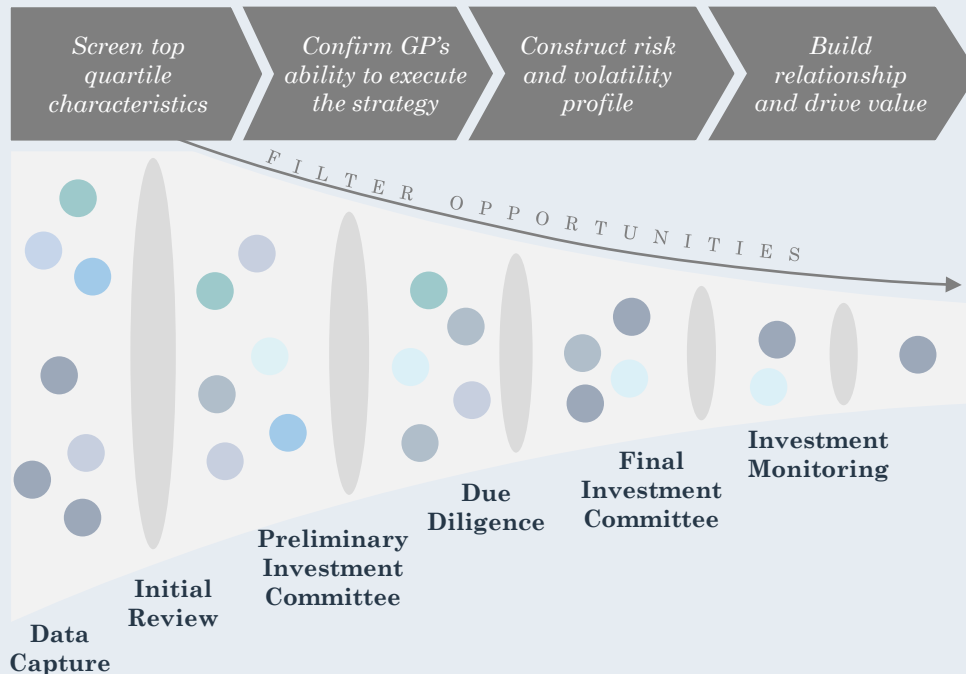 Screen top
quartile
characteristics
Confirm GP's
ability to execute
the strategy
Construct risk
and volatility
profile
Build
relationship
and drive value
FILTER OPPORTUNITIES
Data
Capture
Initial
Review
Preliminary
Investment
Committee
Due
Diligence
Final
Investment
Committee
Investment
Monitoring